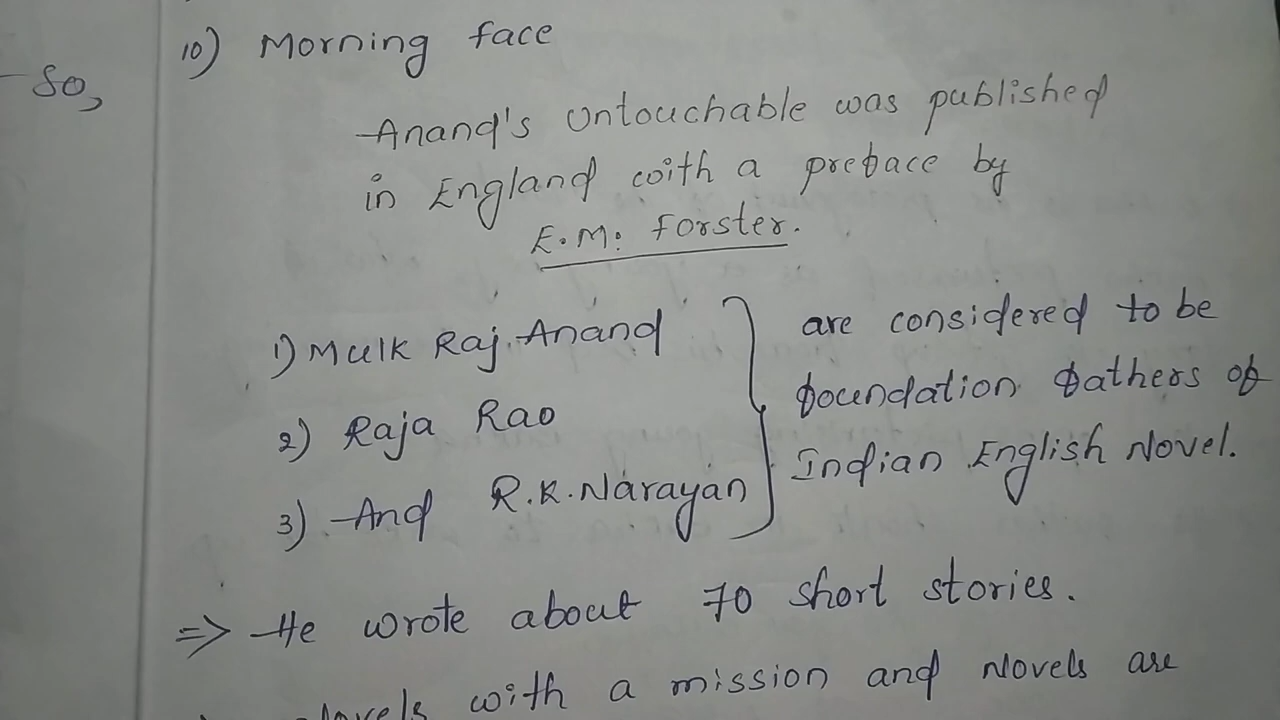 10) Morning face
So,
Anand's Untouchable was published
in England with a preface by
E.M. Forster.
1) Mulk Raj Anand
are considered to be
2) Raja Rao
foundation fathers of
3) And R.K. Narayan
Indian English Novel.
⇒ He wrote about 70 short stories.
Novels with a mission and Novels are